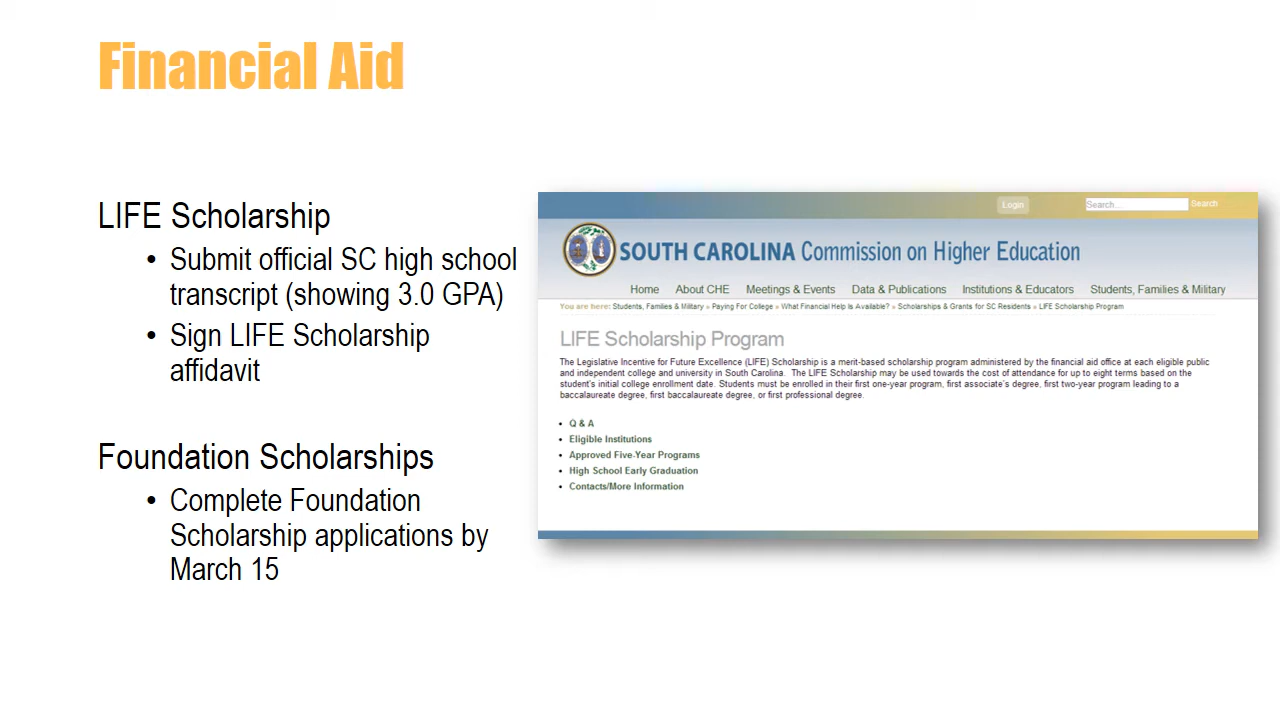 Financial Aid
LIFE Scholarship
• Submit official SC high school
transcript (showing 3.0 GPA)
• Sign LIFE Scholarship
affidavit
Foundation Scholarships
• Complete Foundation
Scholarship applications by
March 15
Login
Search...
Search
SOUTH CAROLINA Commission on Higher Education
Home About CHE Meetings & Events Data & Publications Institutions & Educators Students, Families & Military
You are here: Students, Families & Military » Paying For College » What Financial Help Is Available? » Scholarships & Grants for SC Residents » LIFE Scholarship Program
LIFE Scholarship Program
The Legislative Incentive for Future Excellence (LIFE) Scholarship is a merit-based scholarship program administered by the financial aid office at each eligible public
and independent college and university in South Carolina. The LIFE Scholarship may be used towards the cost of attendance for up to eight terms based on the
student's initial college enrollment date. Students must be enrolled in their first one-year program, first associate's degree, first two-year program leading to a
baccalaureate degree, first baccalaureate degree, or first professional degree.
• Q & A
• Eligible Institutions
• Approved Five-Year Programs
• High School Early Graduation
• Contacts/More Information